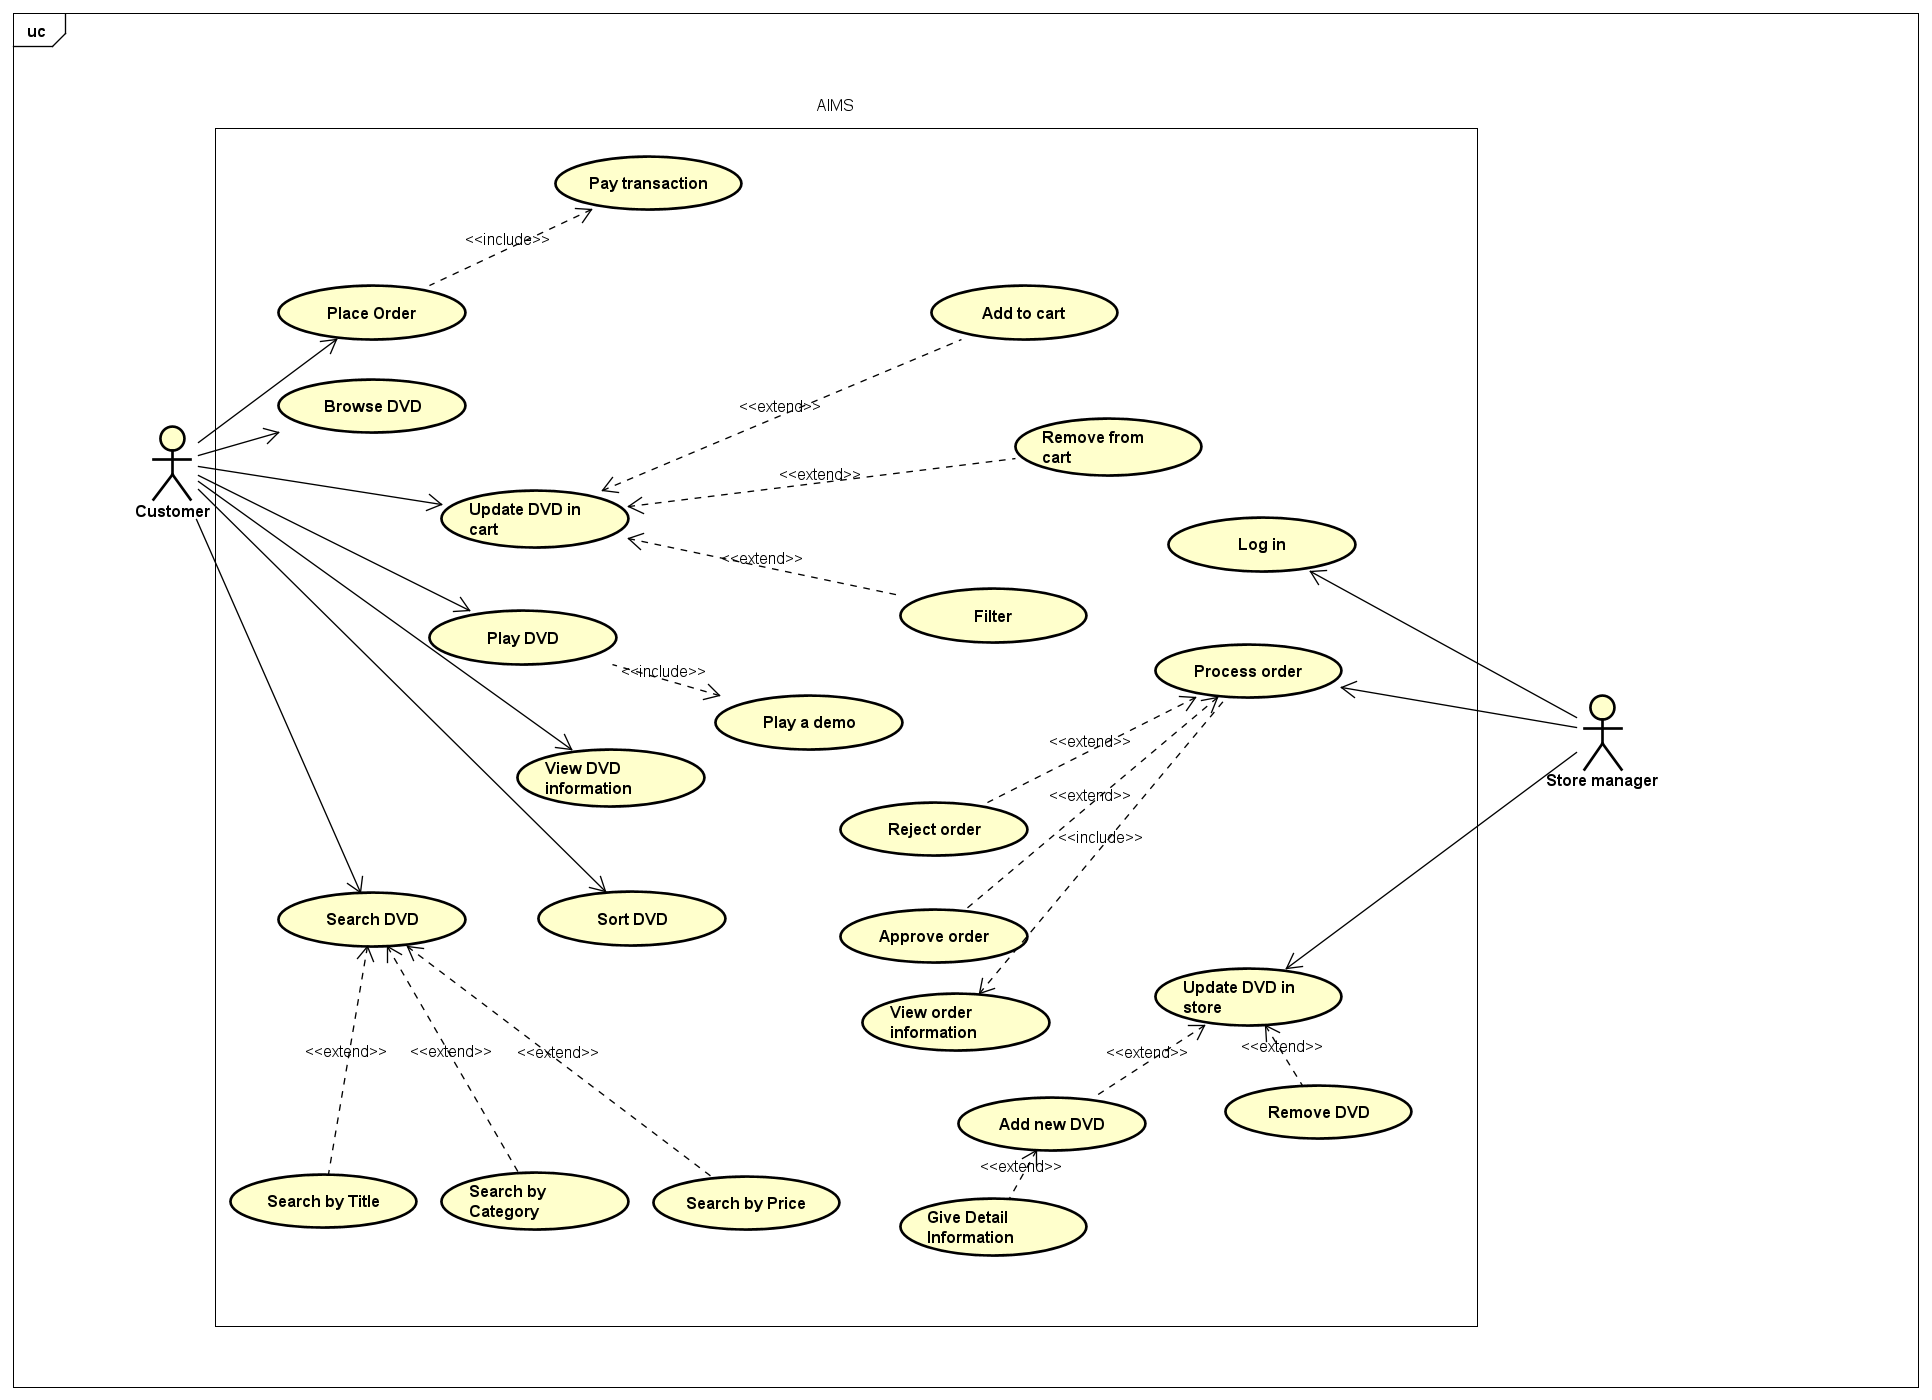 uc
AIMS
Pay transaction
<<include>>
Place Order
Add to cart
Browse DVD
<<extend>>
Remove from
cart
<<extend>>
Customer
Update DVD in
cart
Log in
<<extend>>
Filter
Play DVD
<<include>>
Process order
Play a demo
<<extend>>
View DVD
information
Store manager
<<extend>>
Reject order
<<include>>
Search DVD
Sort DVD
Approve order
Update DVD in
store
View order
information
<<extend>>
<<extend>>
<<extend>>
<<extend>>
<<extend>>
Add new DVD
Remove DVD
<<extend>>
Search by Title
Search by
Category
Search by Price
Give Detail
Information